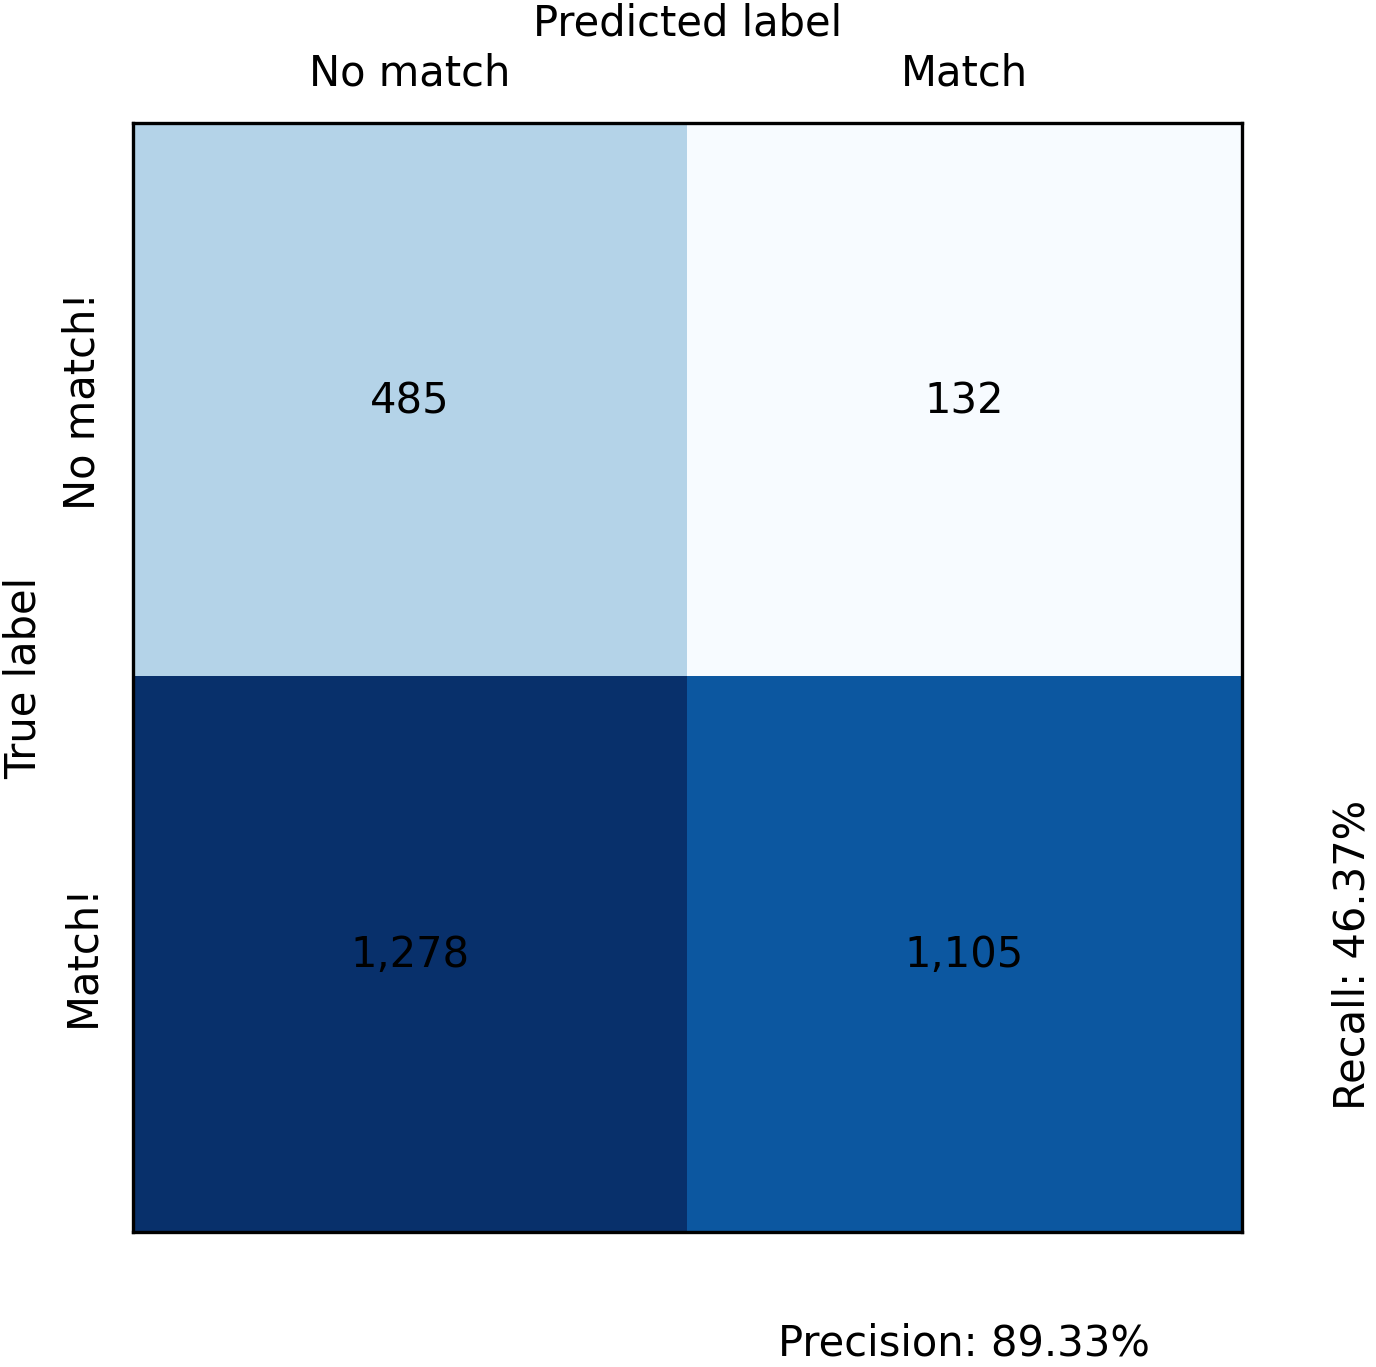 Predicted label
No match Match
No match!
485 132
True label
Match!
1,278 1,105
Recall: 46.37%
Precision: 89.33%